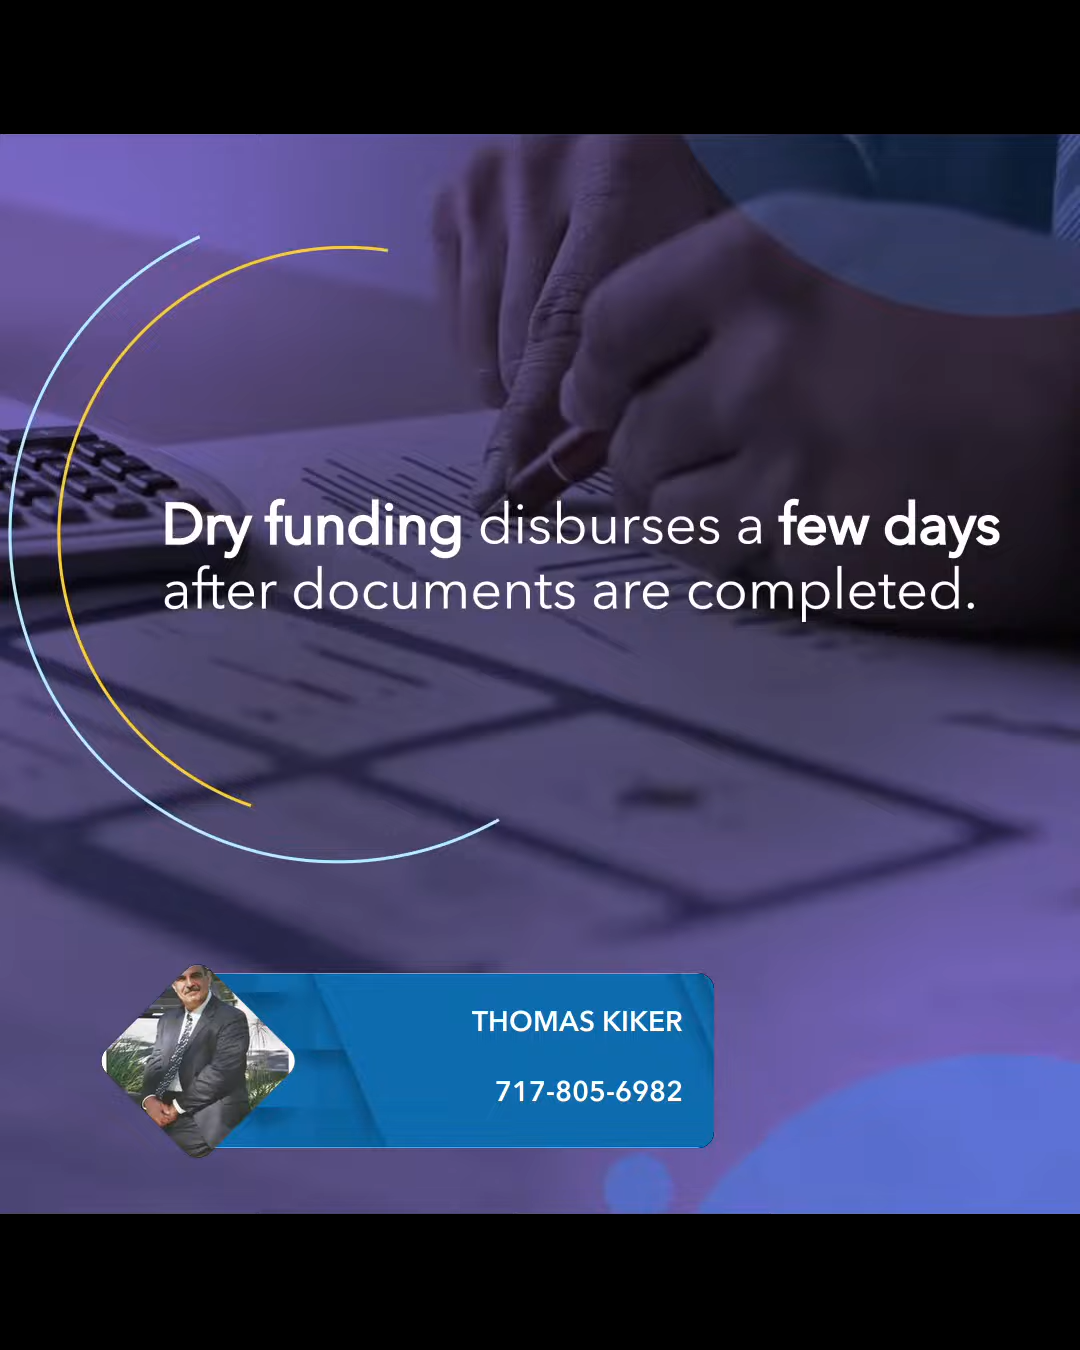 Dry funding disburses a few days
after documents are completed.
THOMAS KIKER
717-805-6982